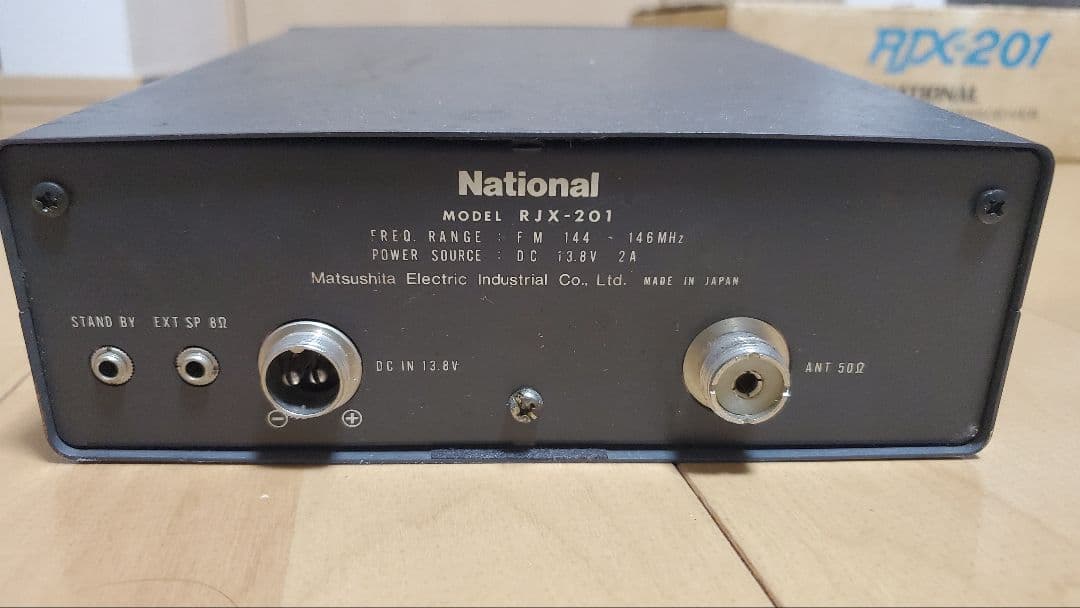 RJX-201
NATIONAL
National
MODEL RJX-201
FREQ. RANGE : FM 144 ~ 146MHz
POWER SOURCE : DC 13.8V 2A
Matsushita Electric Industrial Co., Ltd. MADE IN JAPAN
STAND BY EXT SP 8Ω
DC IN 13.8V
ANT 50Ω
⊖ ⊕